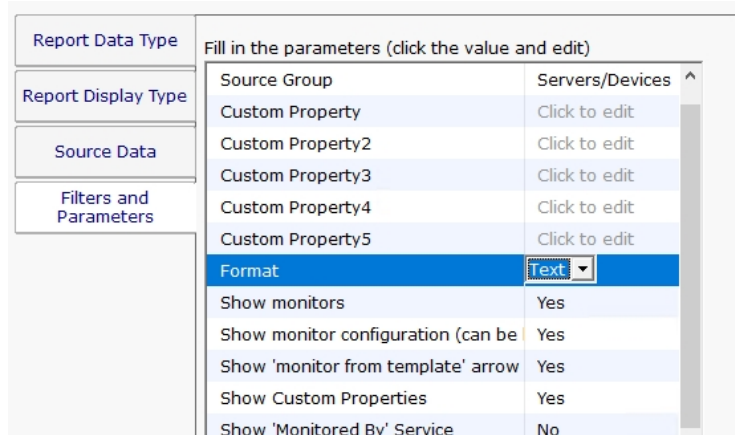 Report Data Type
Report Display Type
Source Data
Filters and
Parameters
Fill in the parameters (click the value and edit)
Source Group Servers/Devices
Custom Property Click to edit
Custom Property2 Click to edit
Custom Property3 Click to edit
Custom Property4 Click to edit
Custom Property5 Click to edit
Format Text
Show monitors Yes
Show monitor configuration (can be Yes
Show 'monitor from template' arrow Yes
Show Custom Properties Yes
Show 'Monitored By' Service No